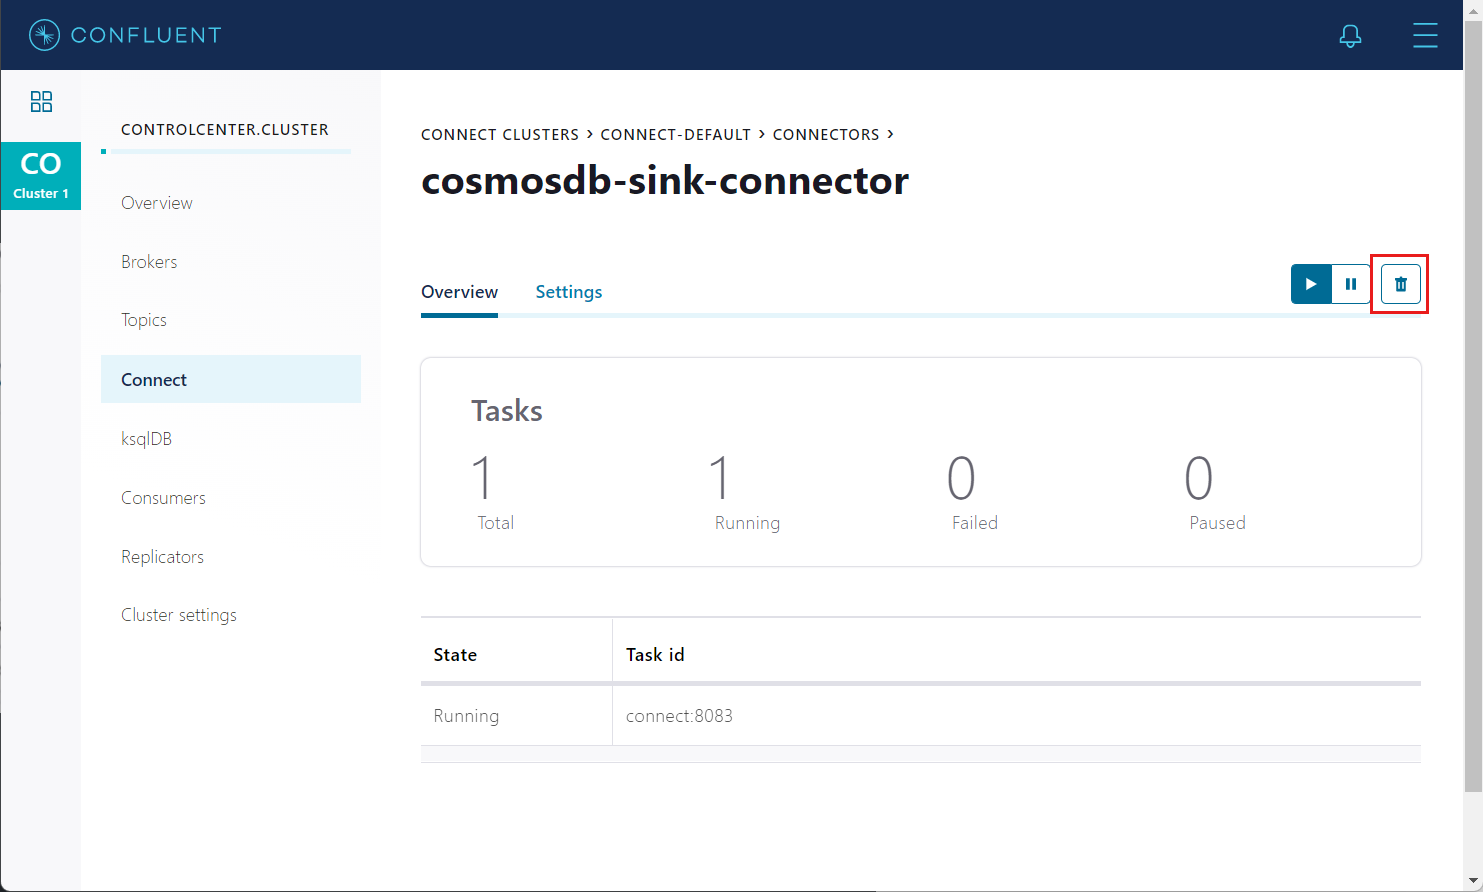 CONFLUENT
CO
Cluster 1
CONTROLCENTER.CLUSTER
Overview
Brokers
Topics
Connect
ksqlDB
Consumers
Replicators
Cluster settings
CONNECT CLUSTERS > CONNECT-DEFAULT > CONNECTORS >
cosmosdb-sink-connector
Overview Settings
Tasks
1 1 0 0
Total Running Failed Paused
State Task id
Running connect:8083